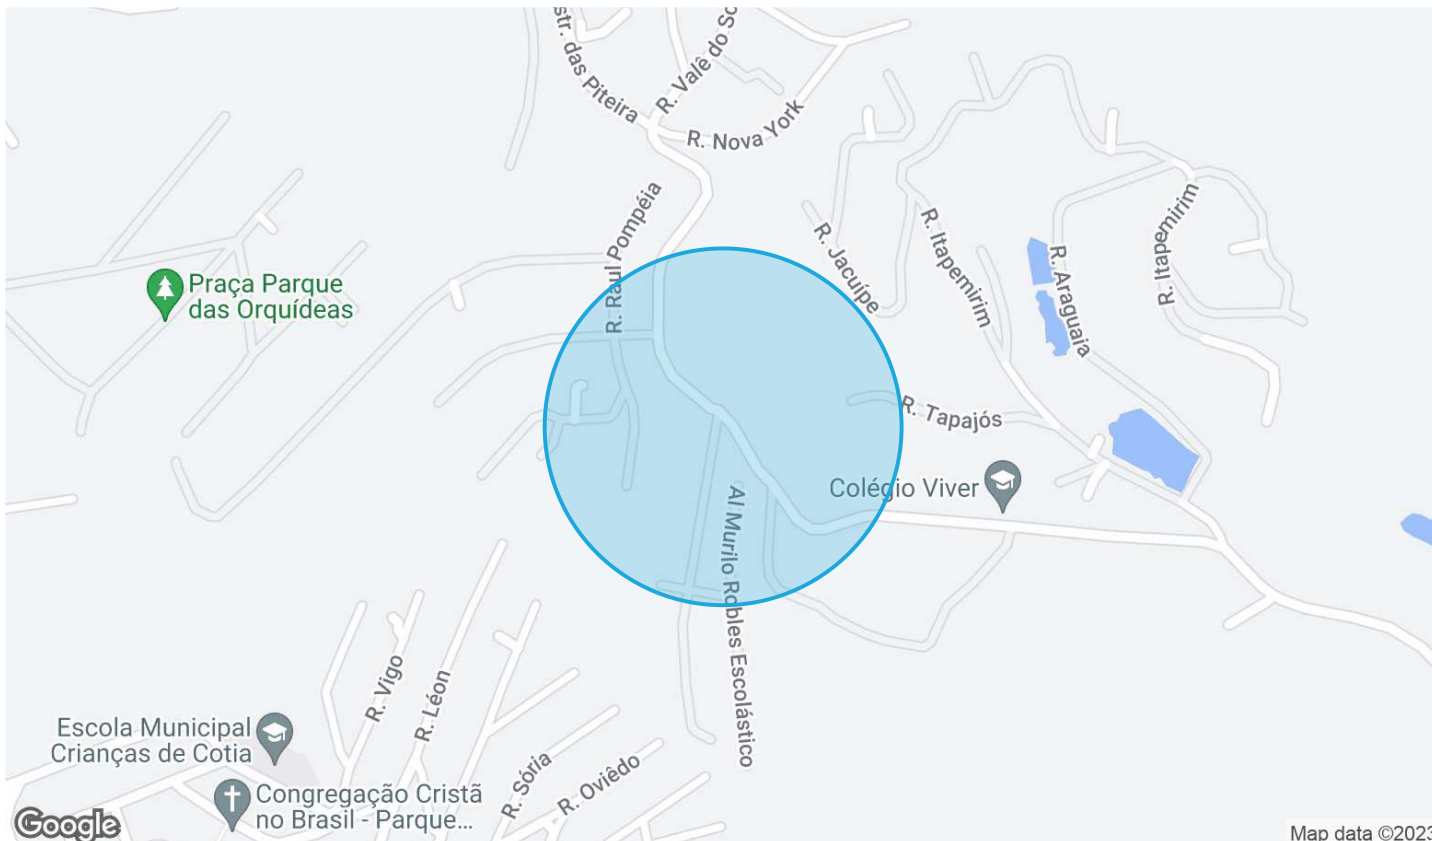 estr. das Piteira
R. Valê do So
R. Nova York
R. Raul Pompéia
R. Jacuípe
R. Itapemirim
R. Araguaia
R. Itapemirim
Praça Parque
das Orquídeas
R. Tapajós
Colégio Viver
Al Murilo Robles Escolástico
R. Vigo
R. Léon
R. Sória
R. Oviêdo
Escola Municipal
Crianças de Cotia
Congregação Cristã
no Brasil - Parque...
Google
Map data ©2023